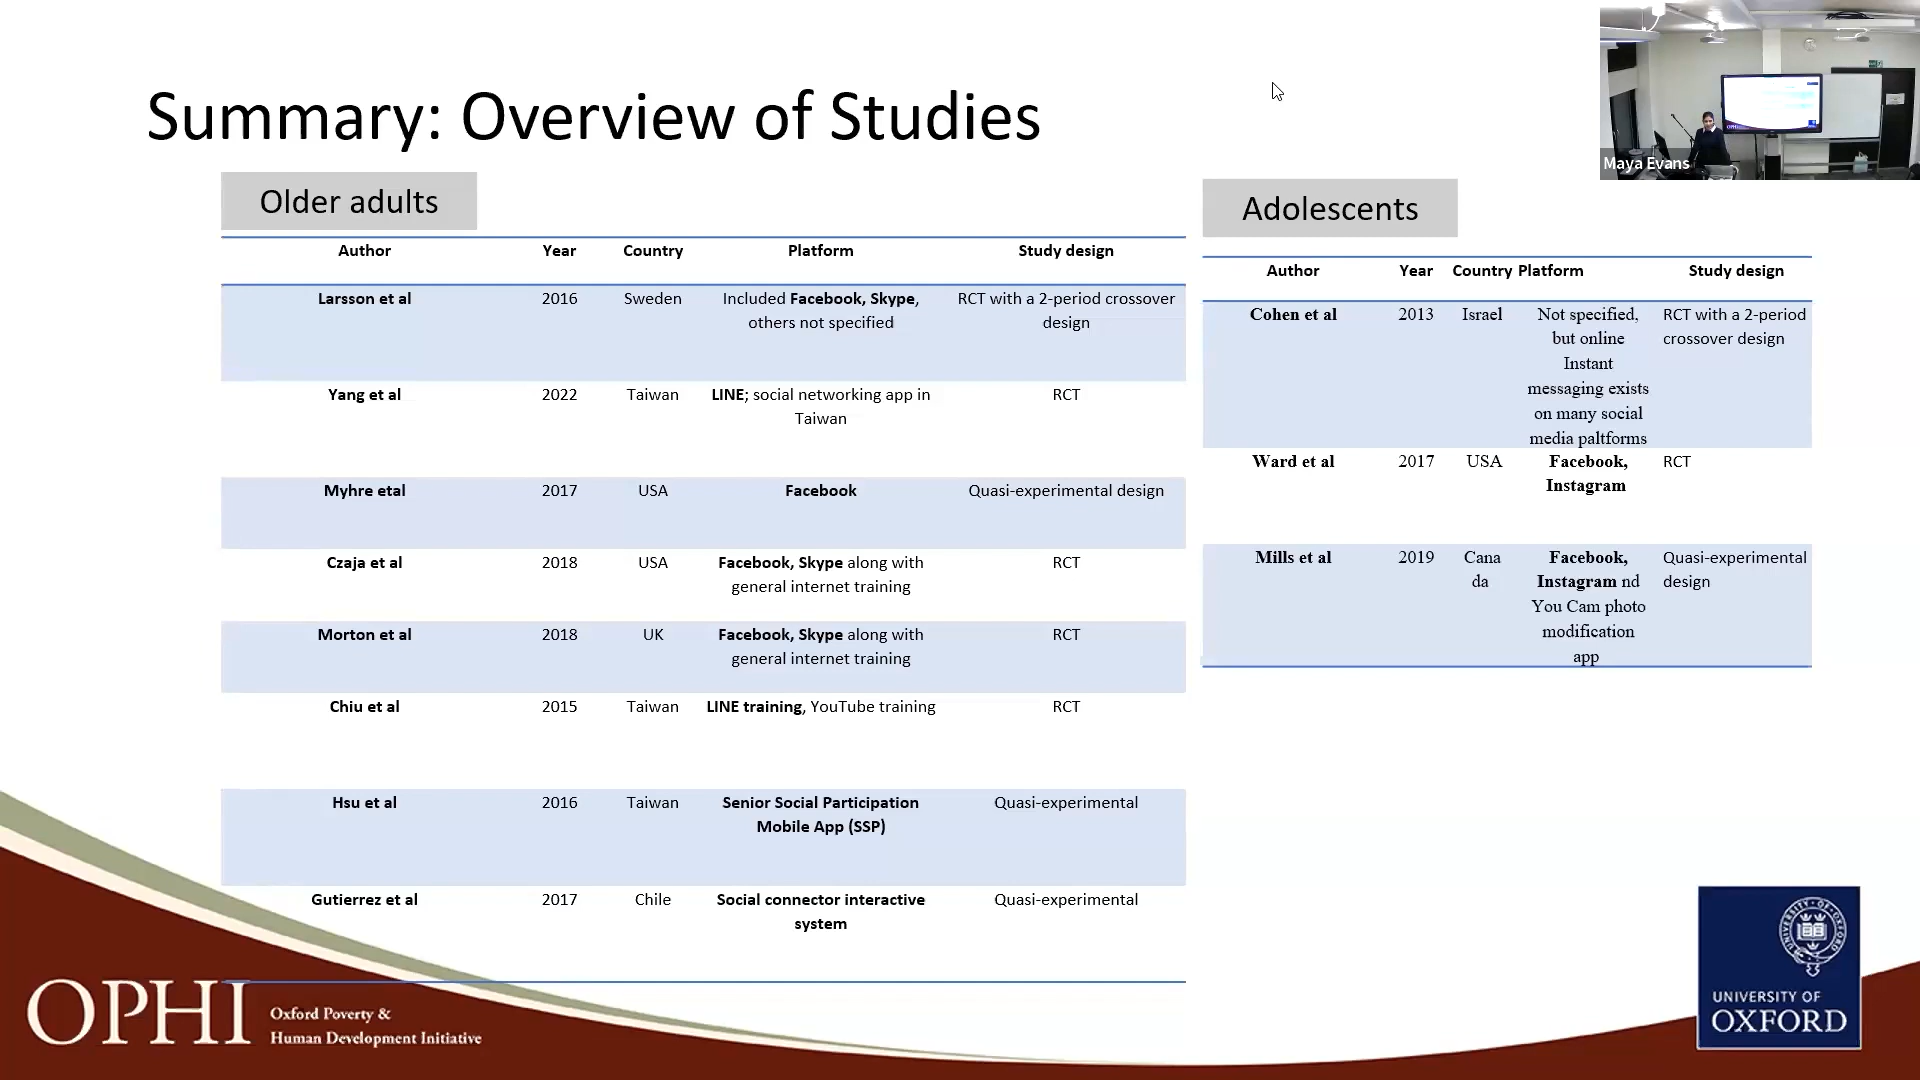 Summary: Overview of Studies
Maya Evans
Older adults
Author Year Country Platform Study design
Larsson et al 2016 Sweden Included Facebook, Skype, RCT with a 2-period crossover
others not specified design
Yang et al 2022 Taiwan LINE; social networking app in RCT
Taiwan
Myhre etal 2017 USA Facebook Quasi-experimental design
Czaja et al 2018 USA Facebook, Skype along with RCT
general internet training
Morton et al 2018 UK Facebook, Skype along with RCT
general internet training
Chiu et al 2015 Taiwan LINE training, YouTube training RCT
Hsu et al 2016 Taiwan Senior Social Participation Quasi-experimental
Mobile App (SSP)
Gutierrez et al 2017 Chile Social connector interactive Quasi-experimental
system
Adolescents
Author Year Country Platform Study design
Cohen et al 2013 Israel Not specified, RCT with a 2-period
but online crossover design
Instant
messaging exists
on many social
media paltforms
Ward et al 2017 USA Facebook, RCT
Instagram
Mills et al 2019 Cana Facebook, Quasi-experimental
da Instagram nd design
You Cam photo
modification
app
OPHI
Oxford Poverty &
Human Development Initiative
UNIVERSITY OF
OXFORD